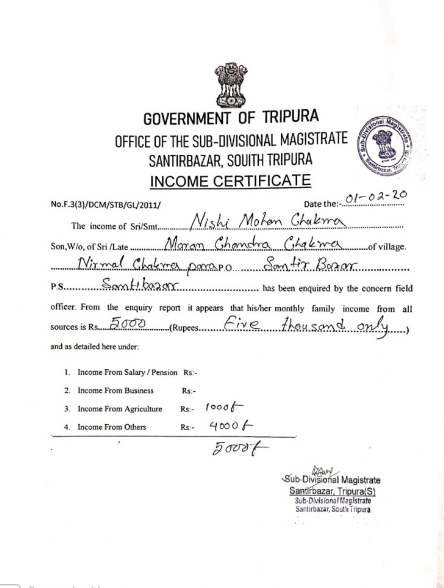 GOVERNMENT OF TRIPURA
OFFICE OF THE SUB-DIVISIONAL MAGISTRATE
SANTIRBAZAR, SOUITH TRIPURA
INCOME CERTIFICATE
No.F.3(3)/DCM/STB/GL/2011/ Date the:- 01-02-20
The income of Sri/Smt. Nishi Mohan Chakma
Son,W/o, of Sri /Late Moran Chandra Chakma of village.
Nirmal Chakma para P.O Santir Bazar
P.S. Santibazar has been enquired by the concern field
officer. From the enquiry report it appears that his/her monthly family income from all
sources is Rs. 5000 (Rupees Five thousand only)
and as detailed here under:
1. Income From Salary / Pension Rs:-
2. Income From Business Rs:-
3. Income From Agriculture Rs:- 1000/-
4. Income From Others Rs:- 4000/-
5000/-
Sub-Divisional Magistrate
Santirbazar, Tripura(S)
Sub-Divisional Magistrate
Santirbazar, South Tripura